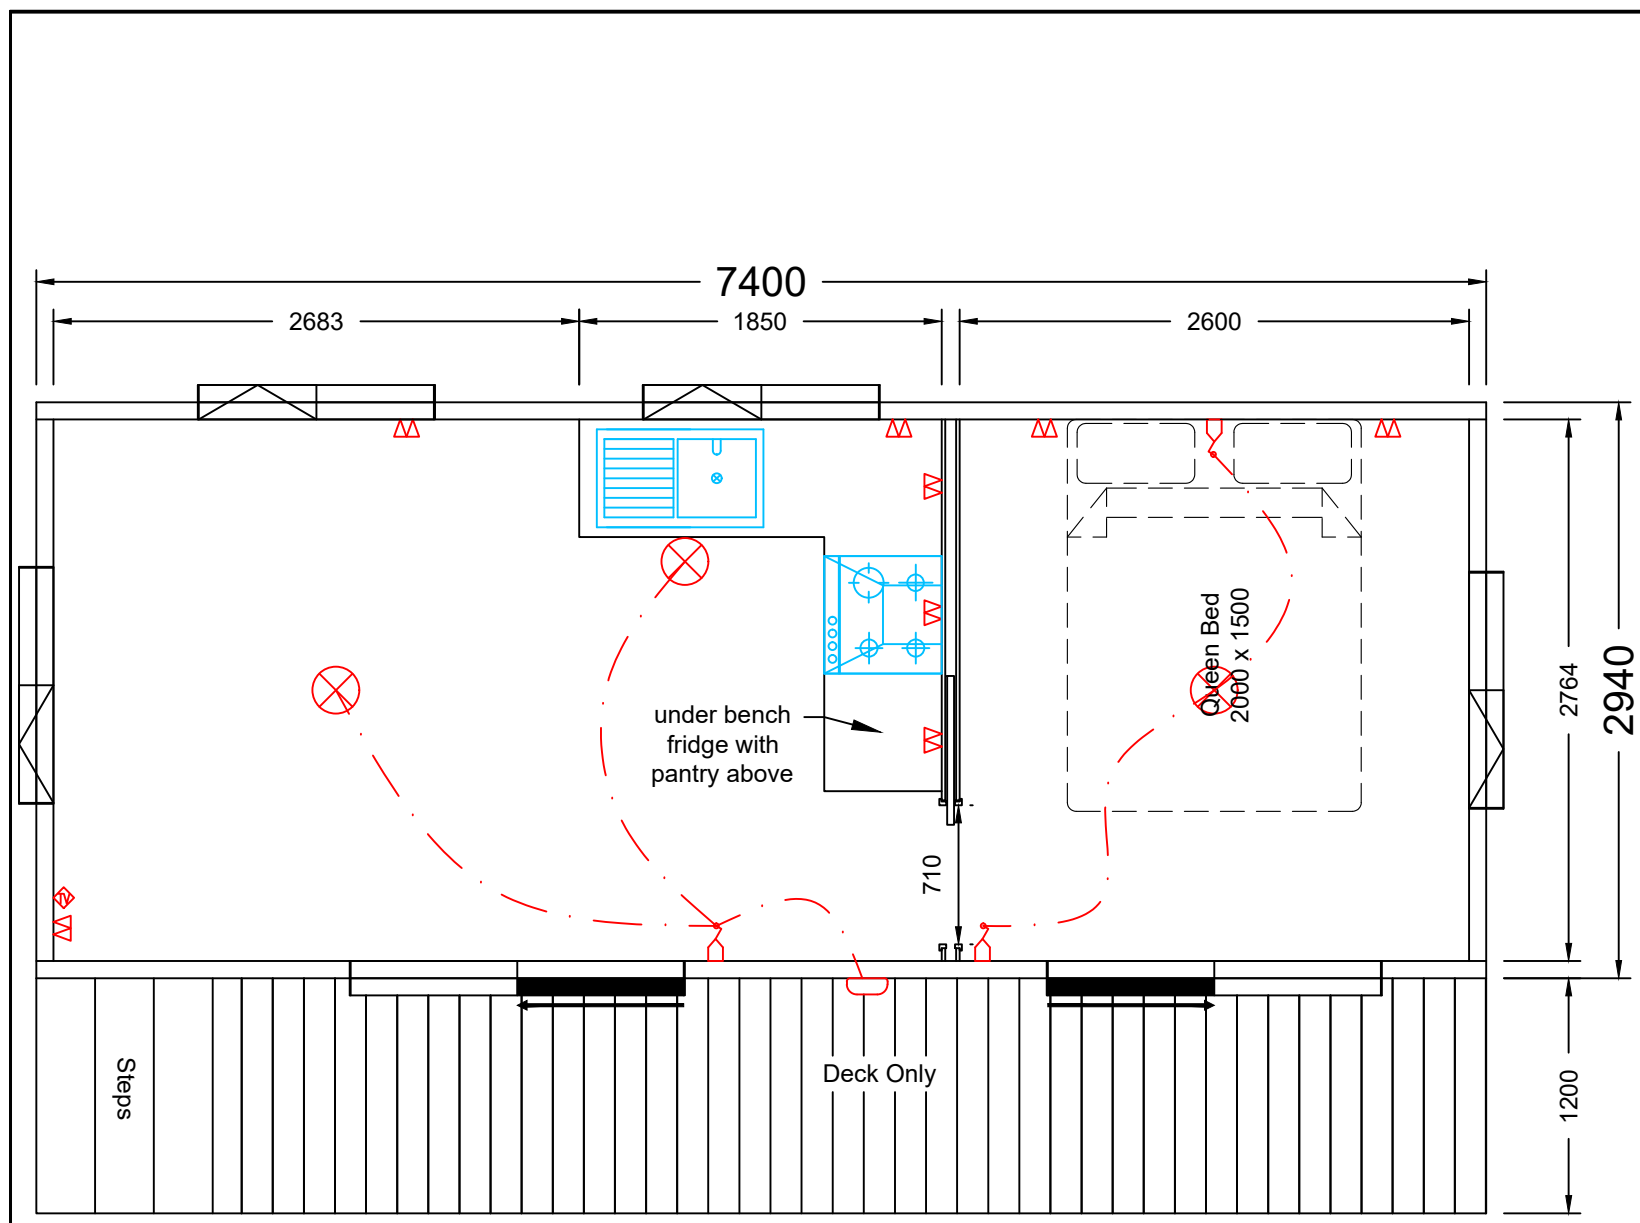 7400
2683
1850
2600
Queen Bed
2000 x 1500
2764
2940
under bench
fridge with
pantry above
710
Steps
Deck Only
1200